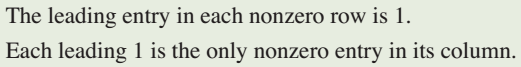 The leading entry in each nonzero row is 1.
Each leading 1 is the only nonzero entry in its column.